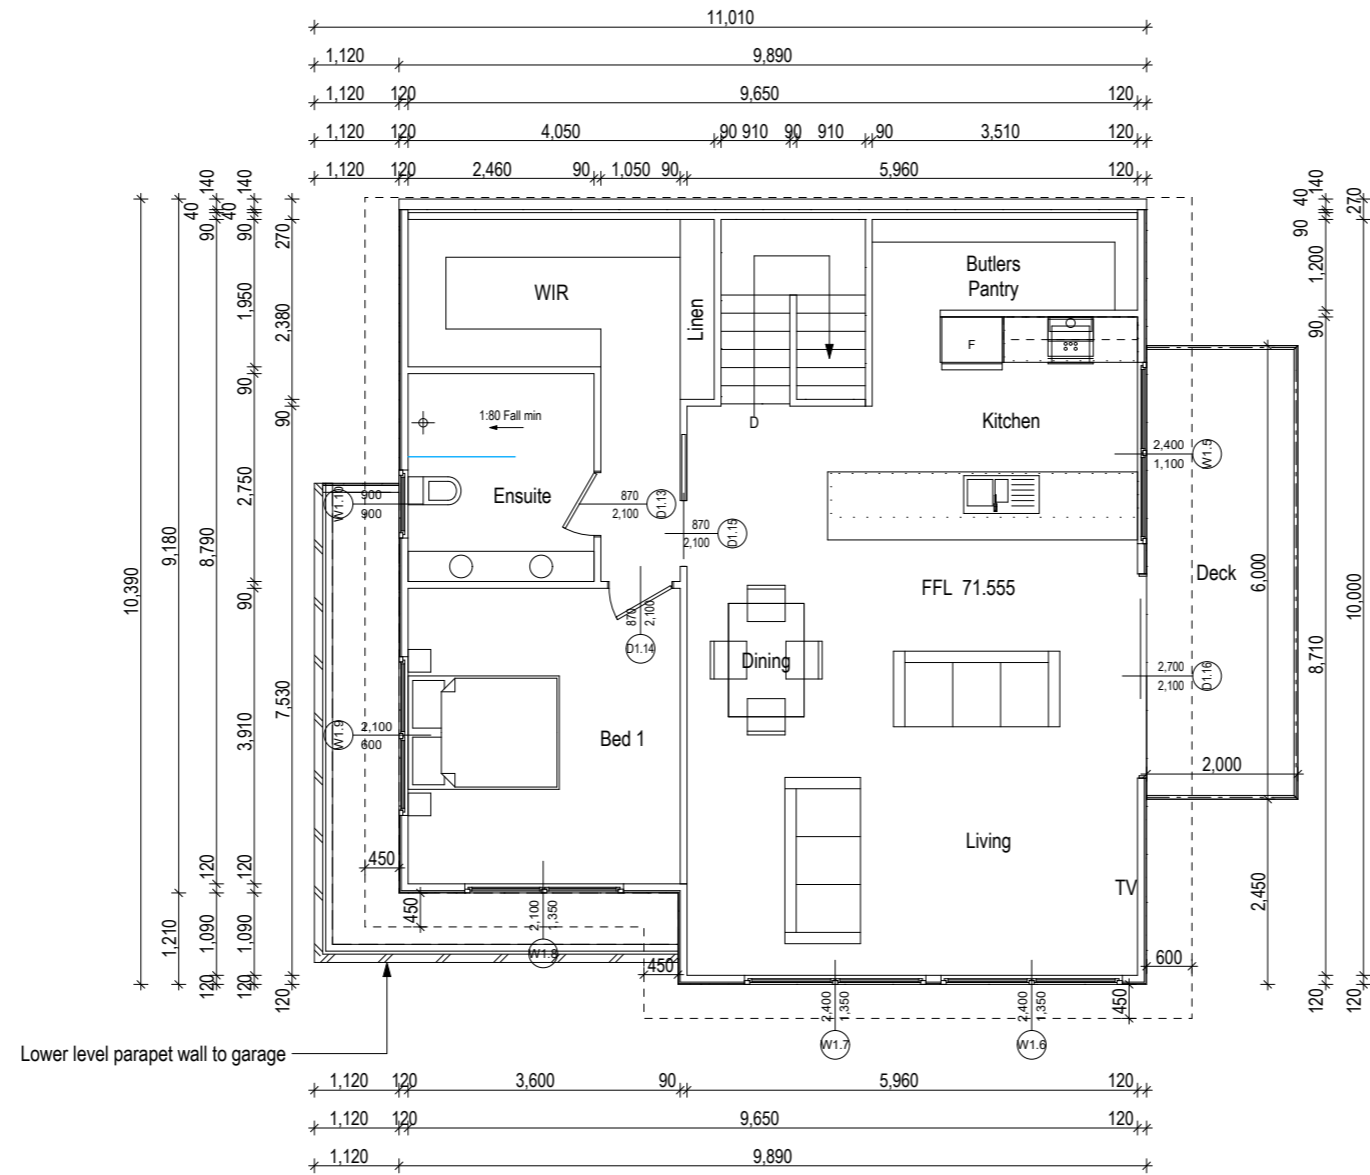 11,010
1,120 9,890
1,120 120 9,650 120
1,120 120 4,050 90 910 90 910 90 3,510 120
1,120 120 2,460 90 1,050 90 5,960 120
10,390
9,180
1,210
140
40
90
8,790
120
1,090
120
140
40
90
1,950
90
2,750
90
3,910
120
1,090
120
270
2,380
90
7,530
120
WIR
Linen
Butlers
Pantry
F
1:80 Fall min
D
Kitchen
2,400
1,100
W1.5
Ensuite
900
900
W1.10
870
2,100
D1.13
870
2,100
D1.15
FFL 71.555
Deck
6,000
870
2,100
D1.14
Dining
2,700
2,100
D1.16
2,100
600
W1.9
Bed 1
2,000
Living
TV
450
450
2,100
1,350
W1.8
450
600
450
2,450
2,400
1,350
W1.7
2,400
1,350
W1.6
140
40
90
1,200
90
8,710
120
270
10,000
120
Lower level parapet wall to garage
1,120 120 3,600 90 5,960 120
1,120 120 9,650 120
1,120 9,890